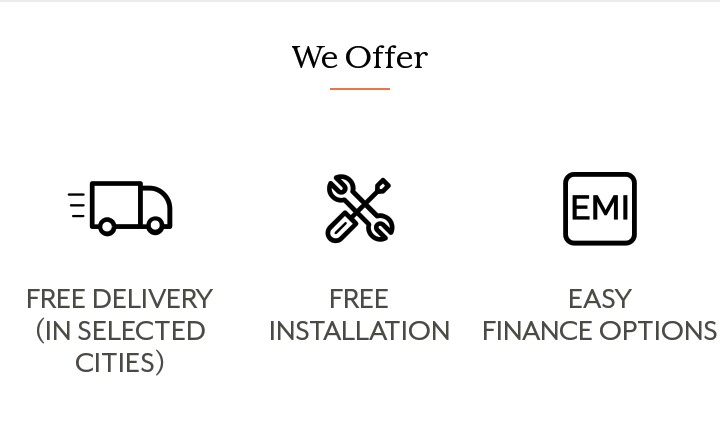 We Offer
EMI
FREE DELIVERY
(IN SELECTED
CITIES)
FREE
INSTALLATION
EASY
FINANCE OPTIONS